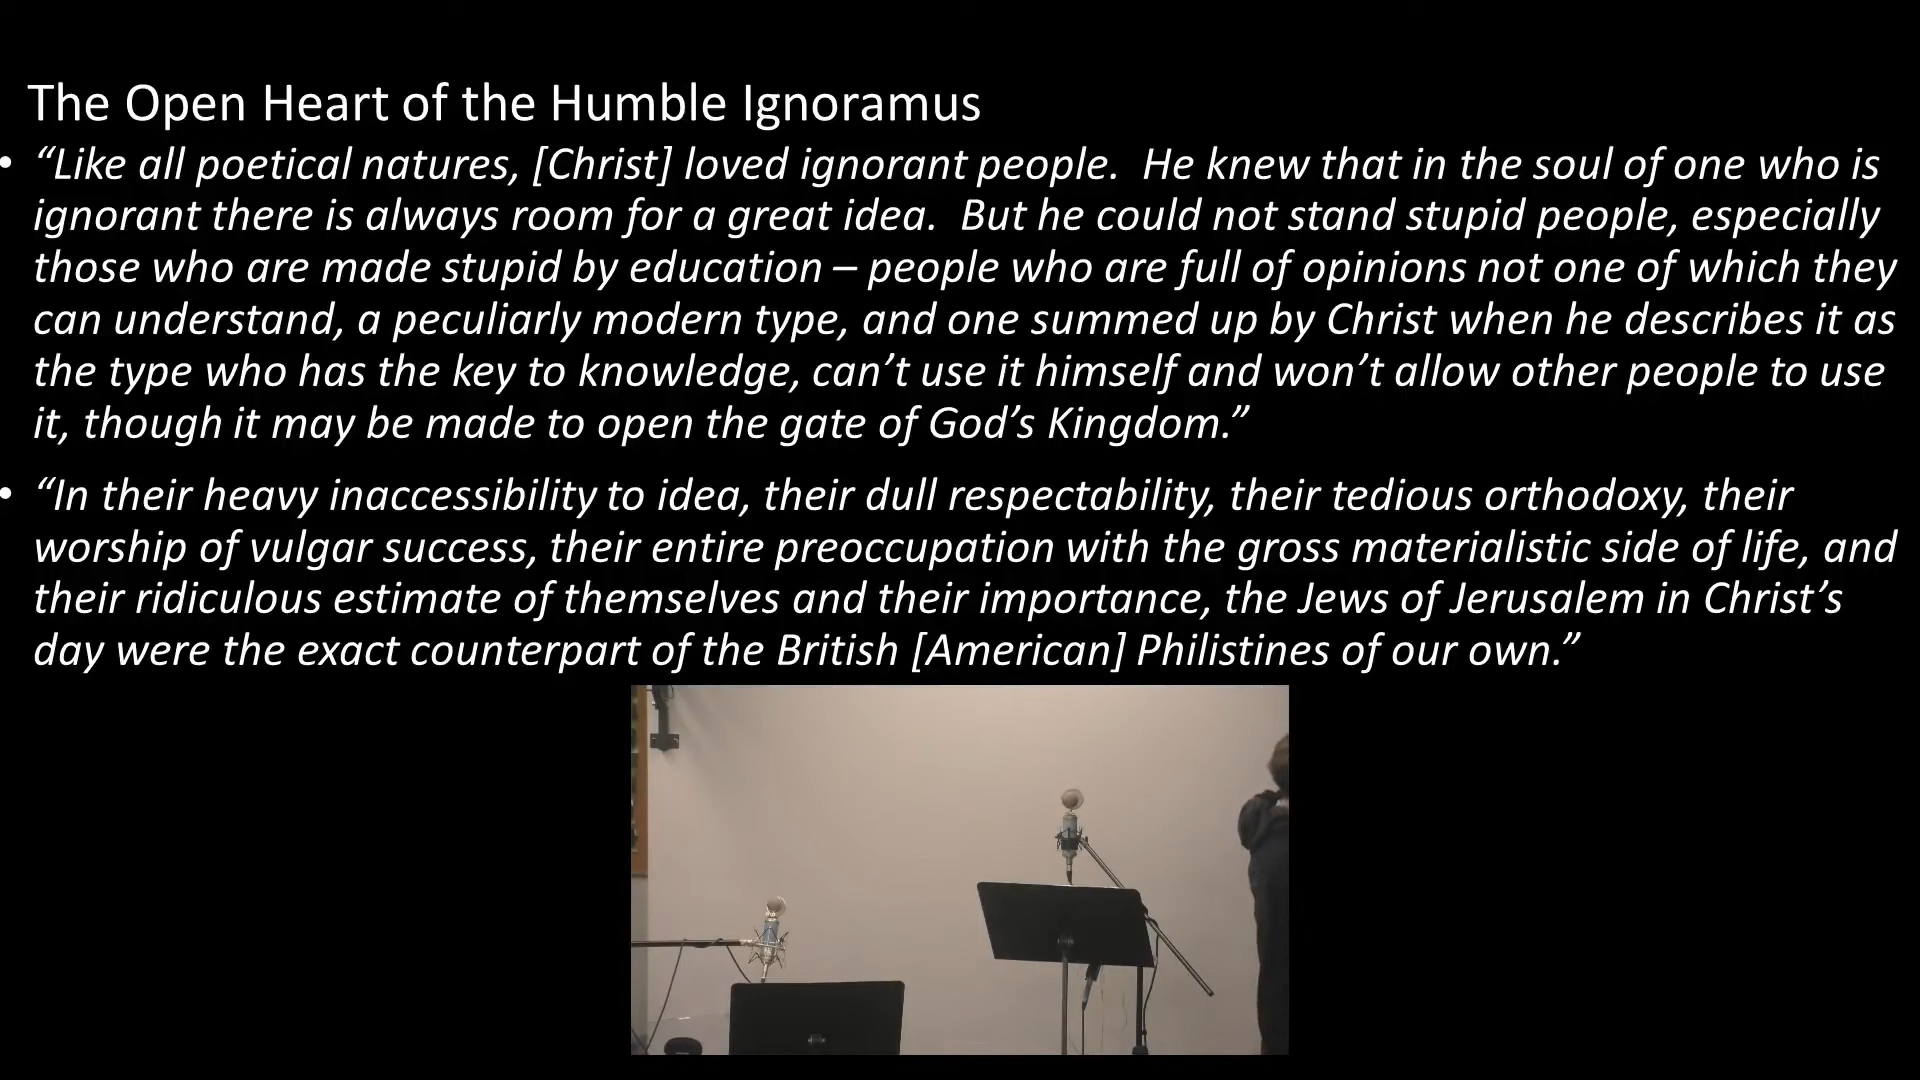 The Open Heart of the Humble Ignoramus
• “Like all poetical natures, [Christ] loved ignorant people.  He knew that in the soul of one who is
ignorant there is always room for a great idea.  But he could not stand stupid people, especially
those who are made stupid by education – people who are full of opinions not one of which they
can understand, a peculiarly modern type, and one summed up by Christ when he describes it as
the type who has the key to knowledge, can’t use it himself and won’t allow other people to use
it, though it may be made to open the gate of God’s Kingdom.”
• “In their heavy inaccessibility to idea, their dull respectability, their tedious orthodoxy, their
worship of vulgar success, their entire preoccupation with the gross materialistic side of life, and
their ridiculous estimate of themselves and their importance, the Jews of Jerusalem in Christ’s
day were the exact counterpart of the British [American] Philistines of our own.”